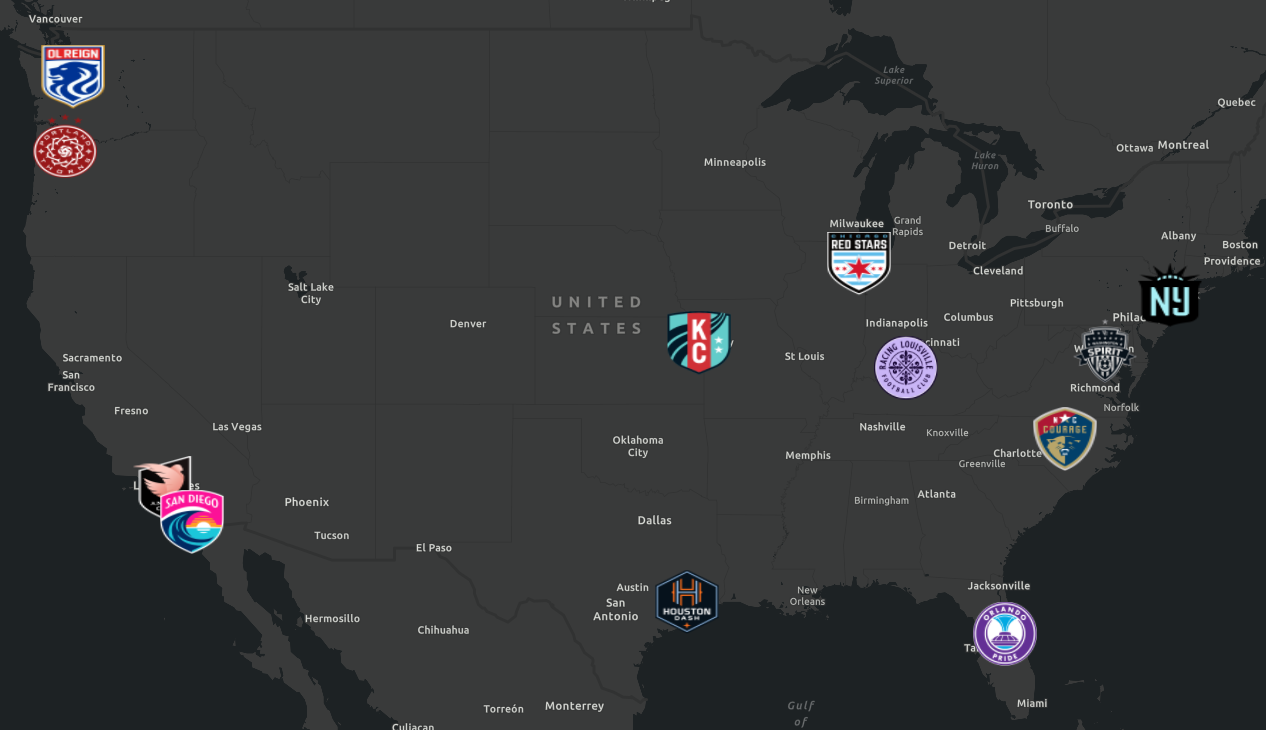 Vancouver
OL REIGN
PORTLAND
THORNS
Lake
Superior
Quebec
Minneapolis
Ottawa
Montreal
Lake
Huron
Toronto
Milwaukee
Grand
Rapids
Buffalo
Albany
Detroit
Boston
Providence
RED STARS
Cleveland
Salt Lake
City
UNITED
STATES
Pittsburgh
NY
Denver
Indianapolis
Columbus
Philad
KC
cinnati
Sacramento
St Louis
RACING LOUISVILLE
FOOTBALL CLUB
SPIRIT
San
Francisco
Richmond
Fresno
Norfolk
Las Vegas
Nashville
Knoxville
NC
COURAGE
Oklahoma
City
Memphis
Charlotte
Greenville
L
es
SAN DIEGO
Phoenix
Birmingham
Atlanta
Dallas
Tucson
El Paso
Austin
San
Antonio
HOUSTON
DASH
New
Orleans
Jacksonville
ORLANDO
PRIDE
Ta
Hermosillo
Chihuahua
Torreón
Monterrey
Miami
Gulf
of
Culiacan